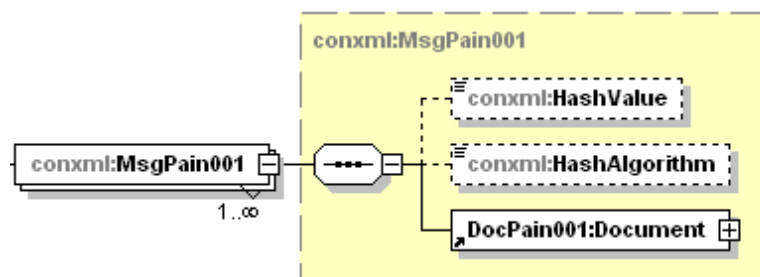 conxml:MsgPain001
conxml:HashValue
conxml:MsgPain001
conxml:HashAlgorithm
1..∞
DocPain001:Document